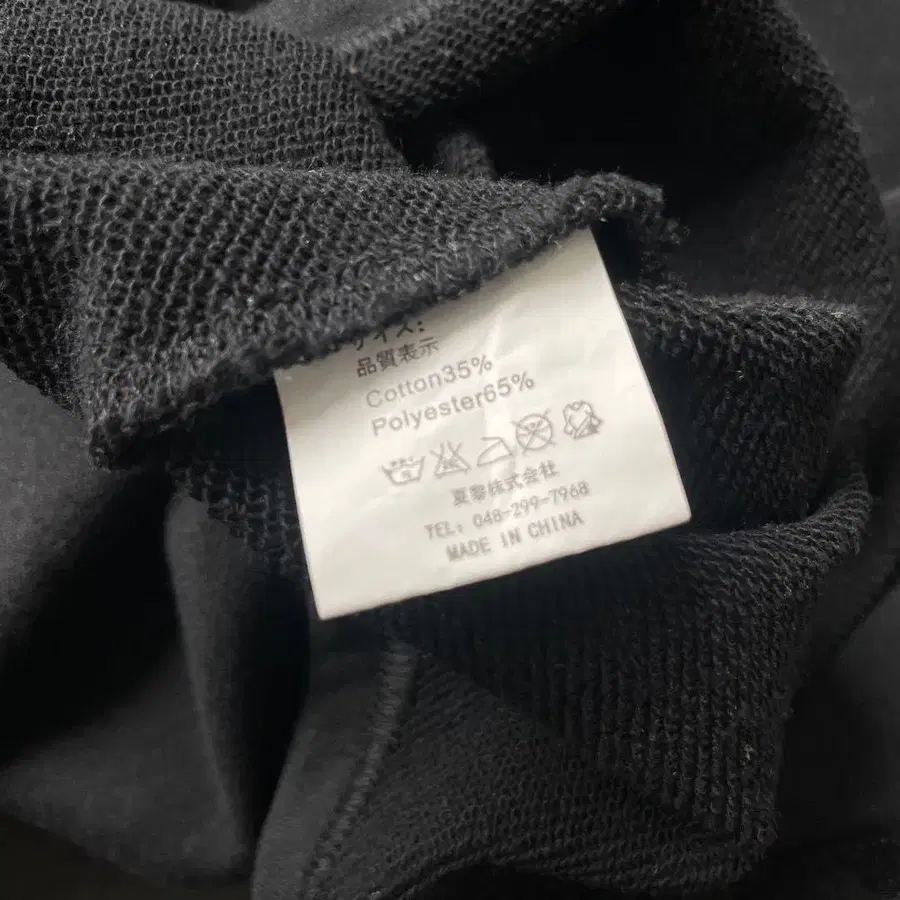 サイズ:
品質表示
Cotton35%
Polyester65%
夏黎株式会社
TEL: 048-299-7968
MADE IN CHINA